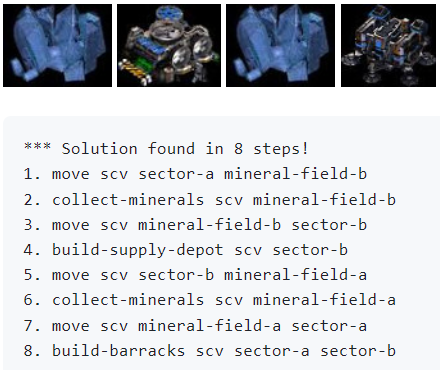 *** Solution found in 8 steps!
1. move scv sector-a mineral-field-b
2. collect-minerals scv mineral-field-b
3. move scv mineral-field-b sector-b
4. build-supply-depot scv sector-b
5. move scv sector-b mineral-field-a
6. collect-minerals scv mineral-field-a
7. move scv mineral-field-a sector-a
8. build-barracks scv sector-a sector-b